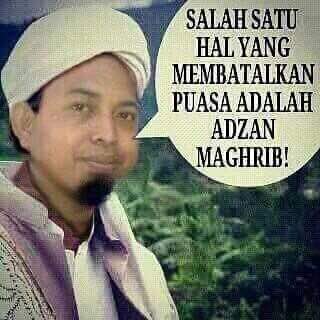 SALAH SATU
HAL YANG
MEMBATALKAN
PUASA ADALAH
ADZAN
MAGHRIB!